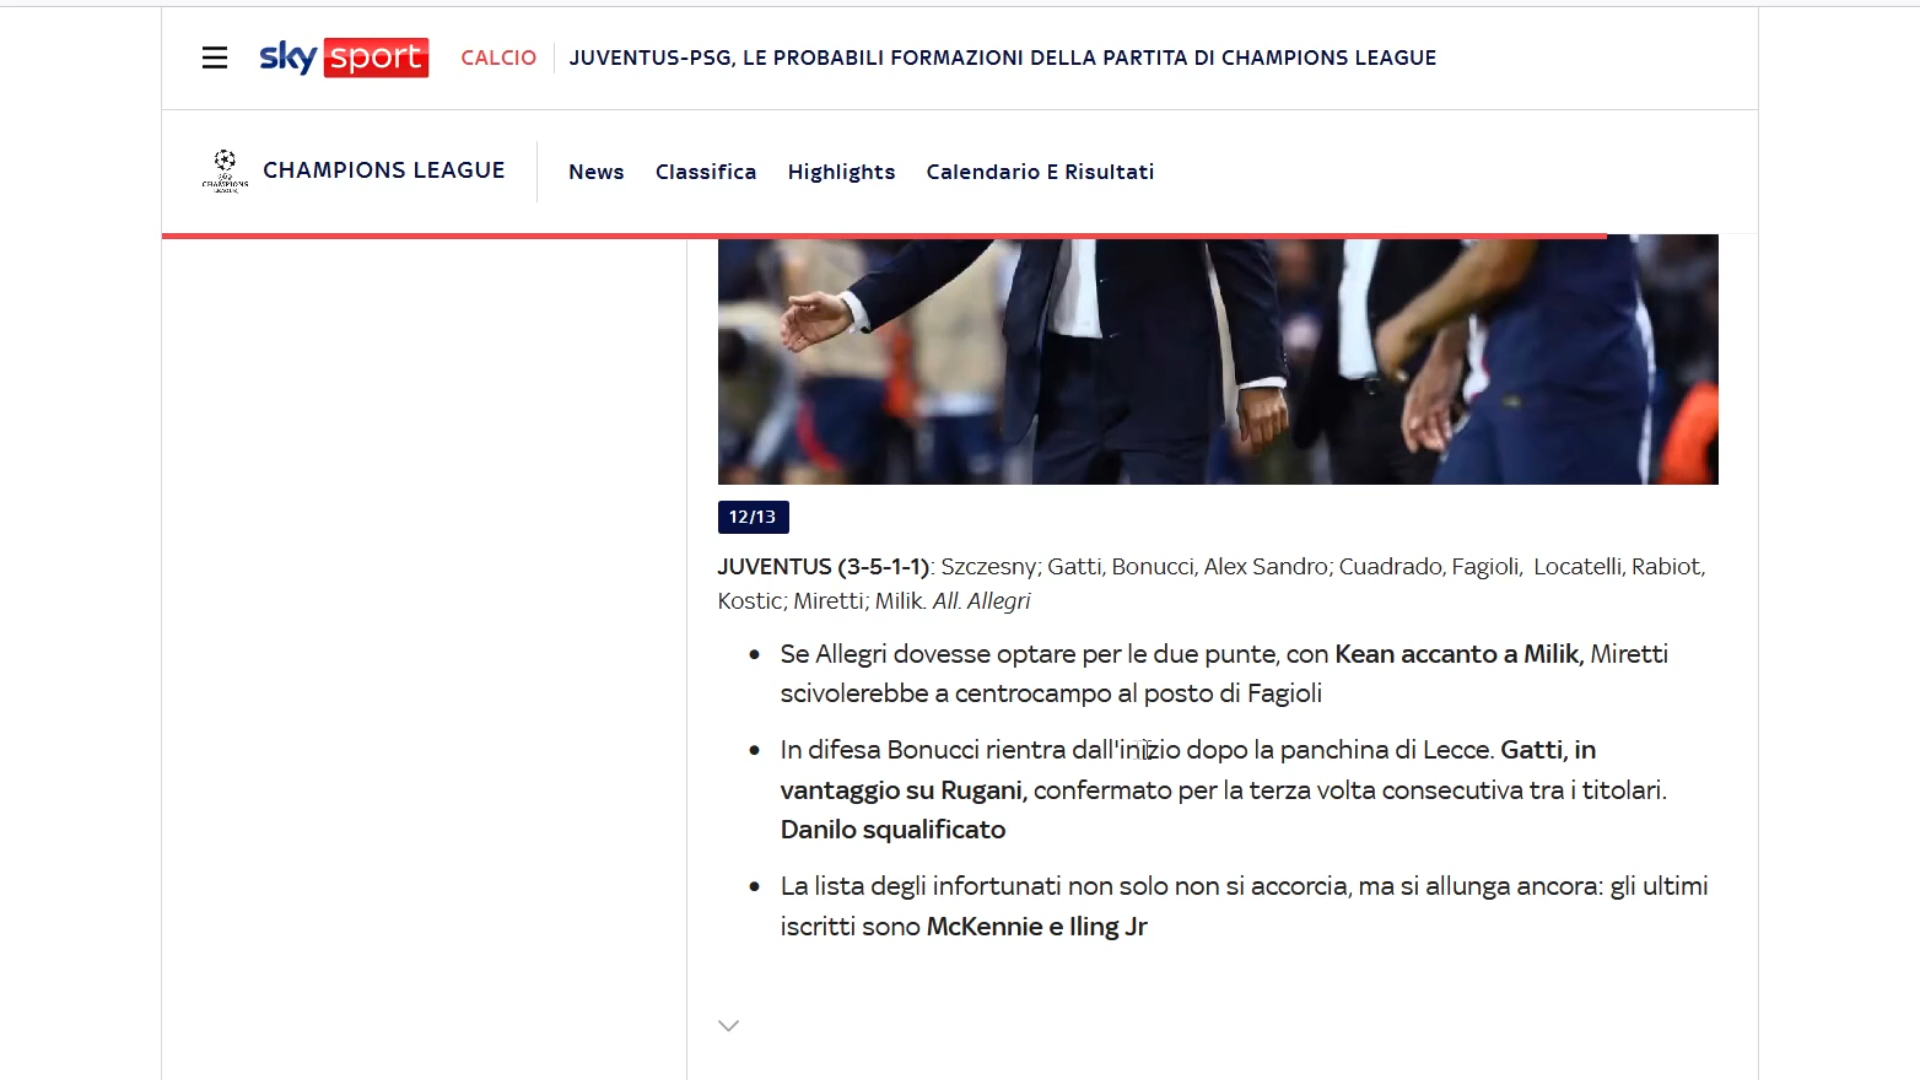 sky sport CALCIO JUVENTUS-PSG, LE PROBABILI FORMAZIONI DELLA PARTITA DI CHAMPIONS LEAGUE
CHAMPIONS LEAGUE CHAMPIONS LEAGUE News Classifica Highlights Calendario E Risultati
12/13
JUVENTUS (3-5-1-1): Szczesny; Gatti, Bonucci, Alex Sandro; Cuadrado, Fagioli, Locatelli, Rabiot,
Kostic; Miretti; Milik. All. Allegri
• Se Allegri dovesse optare per le due punte, con Kean accanto a Milik, Miretti
scivolerebbe a centrocampo al posto di Fagioli
• In difesa Bonucci rientra dall'inizio dopo la panchina di Lecce. Gatti, in
vantaggio su Rugani, confermato per la terza volta consecutiva tra i titolari.
Danilo squalificato
• La lista degli infortunati non solo non si accorcia, ma si allunga ancora: gli ultimi
iscritti sono McKennie e Iling Jr